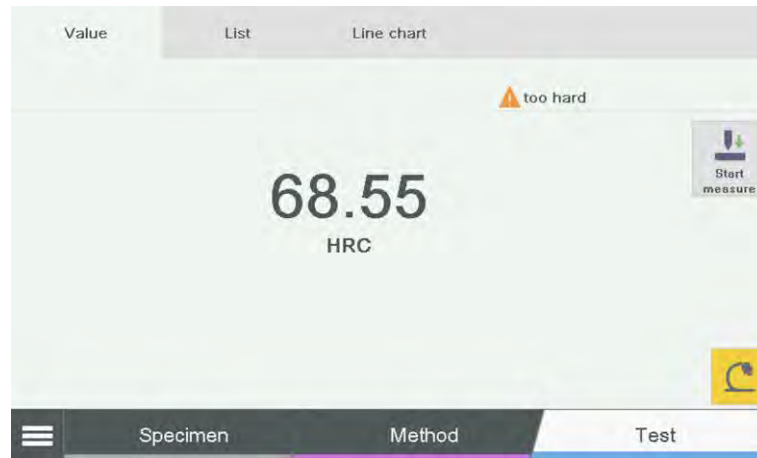 Value List Line chart
too hard
Start
measure
68.55
HRC
Specimen Method Test